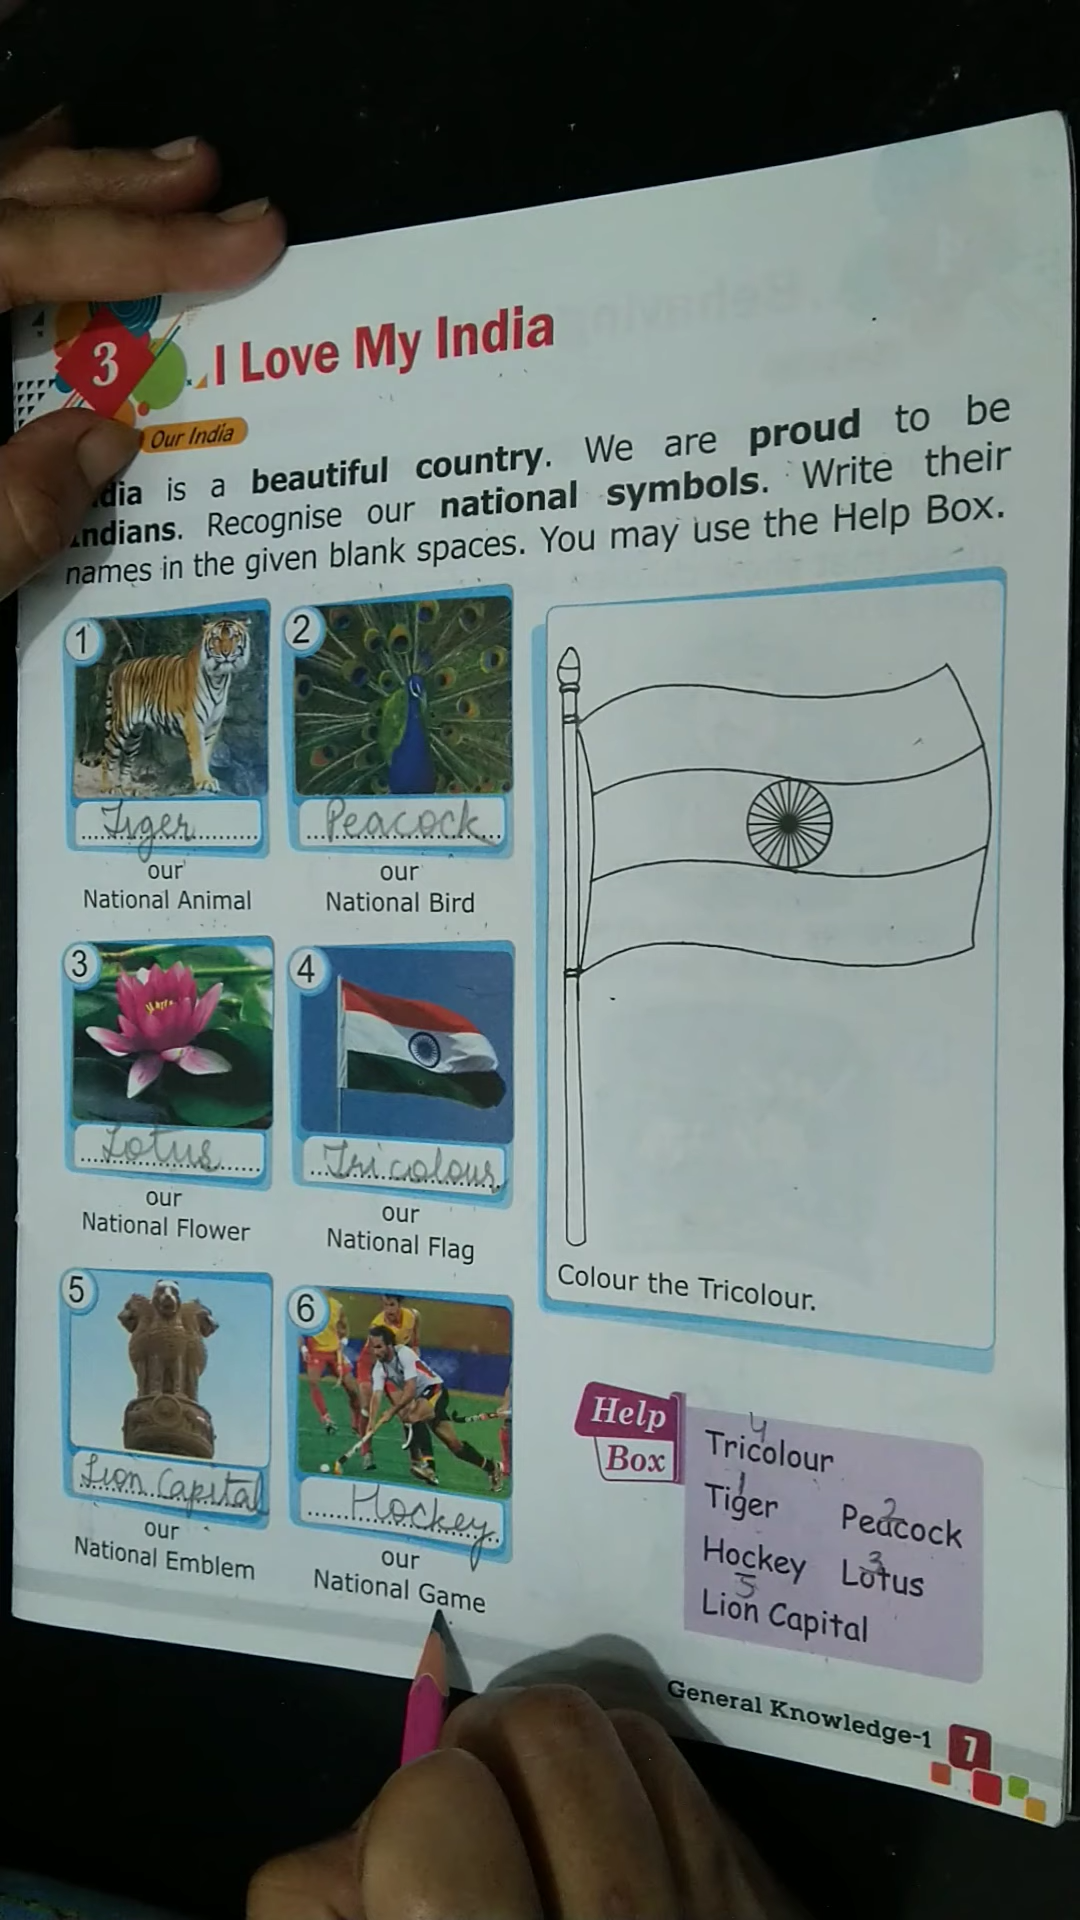 3
I Love My India
Our India
dia is a beautiful country. We are proud to be
Indians. Recognise our national symbols. Write their
names in the given blank spaces. You may use the Help Box.
1
Tiger
our
National Animal
2
Peacock
our
National Bird
3
Lotus
our
National Flower
4
Tricolour
our
National Flag
5
Lion Capital
our
National Emblem
6
Hockey
our
National Game
Colour the Tricolour.
Help
Box
4
Tricolour
1 2
Tiger Peacock
3
Hockey Lotus
5
Lion Capital
General Knowledge-1 7